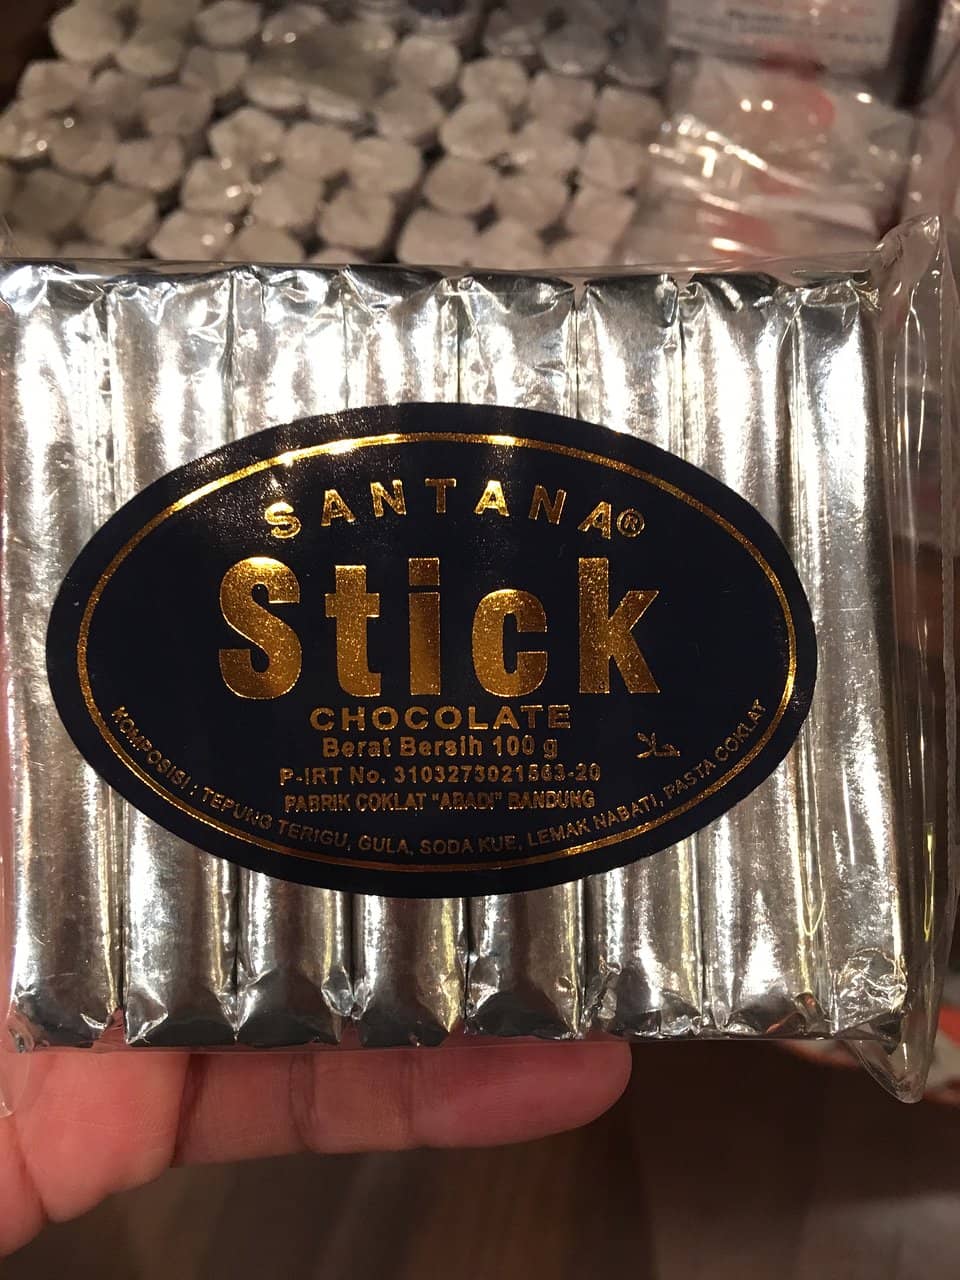 SANTANA®
Stick
CHOCOLATE
Berat Bersih 100 g
حلال
P-IRT No. 3103273021563-20
PABRIK COKLAT "ABADI" BANDUNG
KOMPOSISI : TEPUNG TERIGU, GULA, SODA KUE, LEMAK NABATI, PASTA COKLAT